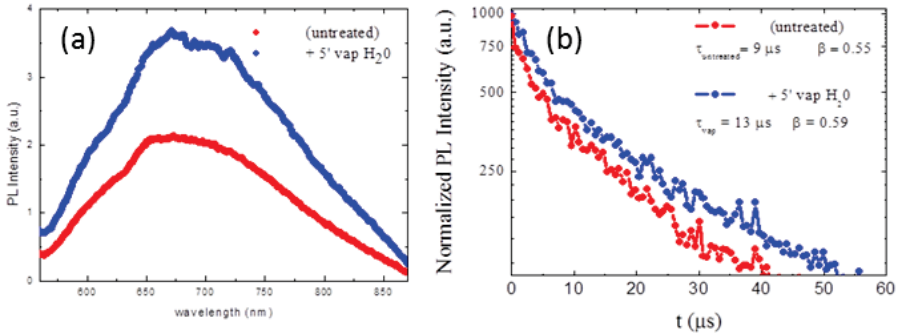 (a)
(untreated)
+ 5' vap H20
PL Intensity (a.u.)
4
3
2
1
0
600 650 700 750 800 850
wavelength (nm)
(b)
(untreated)
τuntreated = 9 μs β = 0.55
+ 5' vap H20
τvap = 13 μs β = 0.59
Normalized PL Intensity (a.u.)
1000
750
500
250
0 10 20 30 40 50 60
t (μs)